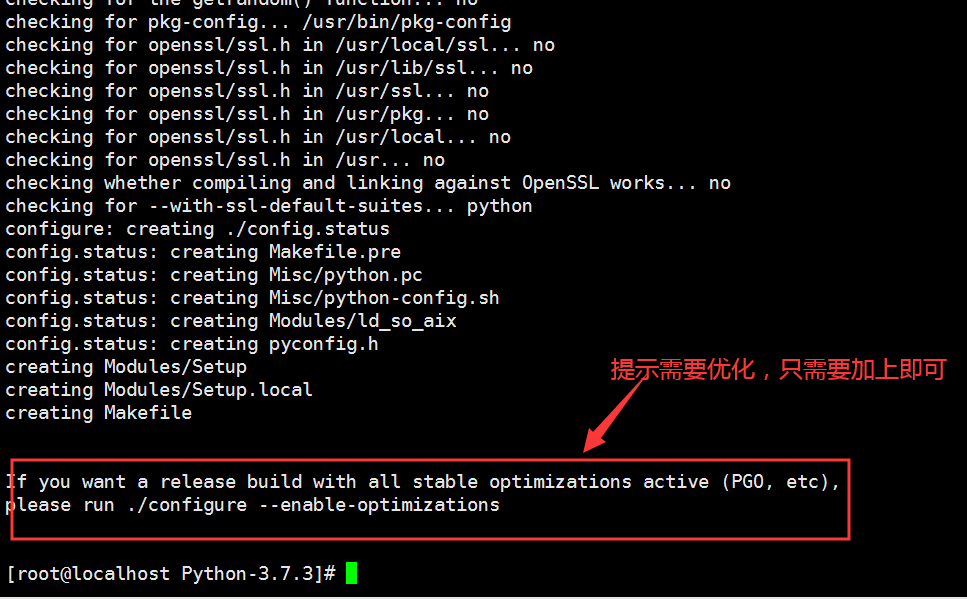 checking for the getrandom() function... no
checking for pkg-config... /usr/bin/pkg-config
checking for openssl/ssl.h in /usr/local/ssl... no
checking for openssl/ssl.h in /usr/lib/ssl... no
checking for openssl/ssl.h in /usr/ssl... no
checking for openssl/ssl.h in /usr/pkg... no
checking for openssl/ssl.h in /usr/local... no
checking for openssl/ssl.h in /usr... no
checking whether compiling and linking against OpenSSL works... no
checking for --with-ssl-default-suites... python
configure: creating ./config.status
config.status: creating Makefile.pre
config.status: creating Misc/python.pc
config.status: creating Misc/python-config.sh
config.status: creating Modules/ld_so_aix
config.status: creating pyconfig.h
creating Modules/Setup
creating Modules/Setup.local
creating Makefile
提示需要优化，只需要加上即可
If you want a release build with all stable optimizations active (PGO, etc),
please run ./configure --enable-optimizations
[root@localhost Python-3.7.3]#